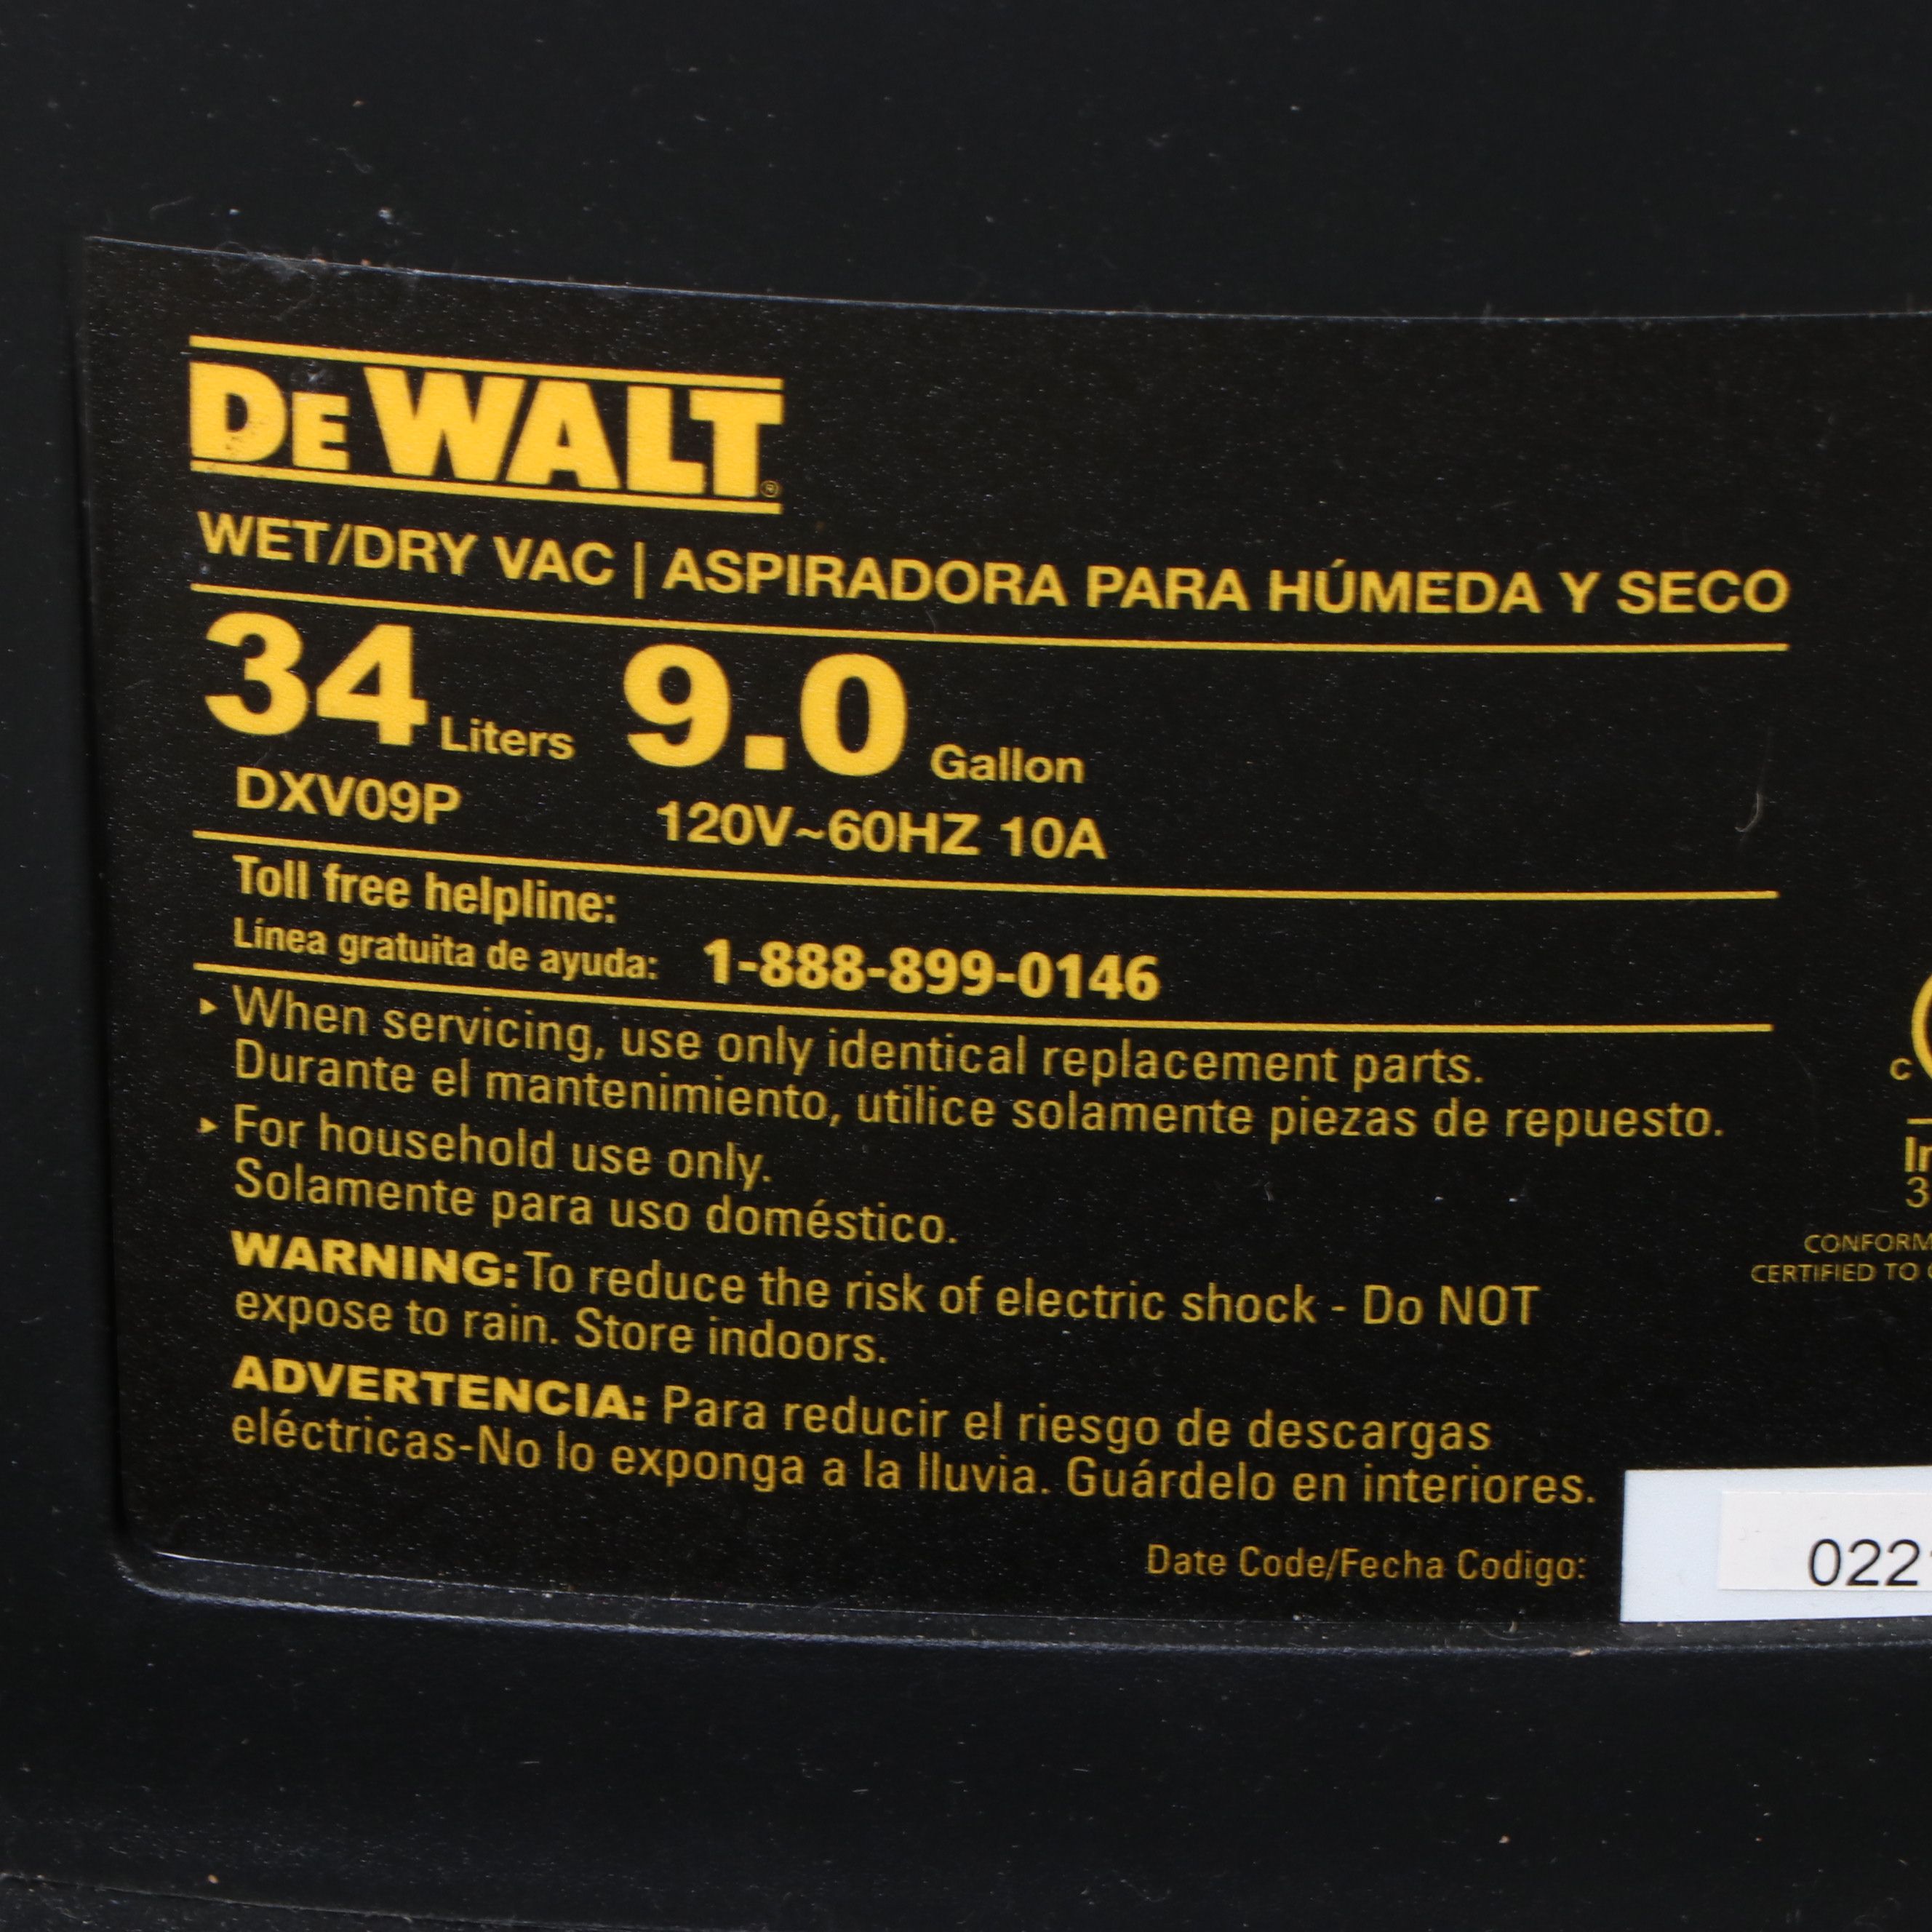 DeWALT®
WET/DRY VAC | ASPIRADORA PARA HÚMEDA Y SECO
34 Liters 9.0 Gallon
DXV09P 120V~60HZ 10A
Toll free helpline:
Línea gratuita de ayuda: 1-888-899-0146
▸ When servicing, use only identical replacement parts.
Durante el mantenimiento, utilice solamente piezas de repuesto.
▸ For household use only.
Solamente para uso doméstico.
WARNING: To reduce the risk of electric shock - Do NOT
expose to rain. Store indoors.
ADVERTENCIA: Para reducir el riesgo de descargas
eléctricas-No lo exponga a la lluvia. Guárdelo en interiores.
Date Code/Fecha Codigo: 022
c
3
CERTIFIED TO